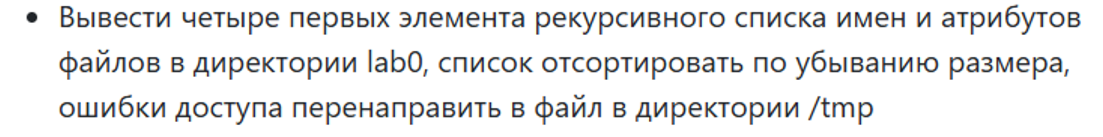 • Вывести четыре первых элемента рекурсивного списка имен и атрибутов
файлов в директории lab0, список отсортировать по убыванию размера,
ошибки доступа перенаправить в файл в директории /tmp